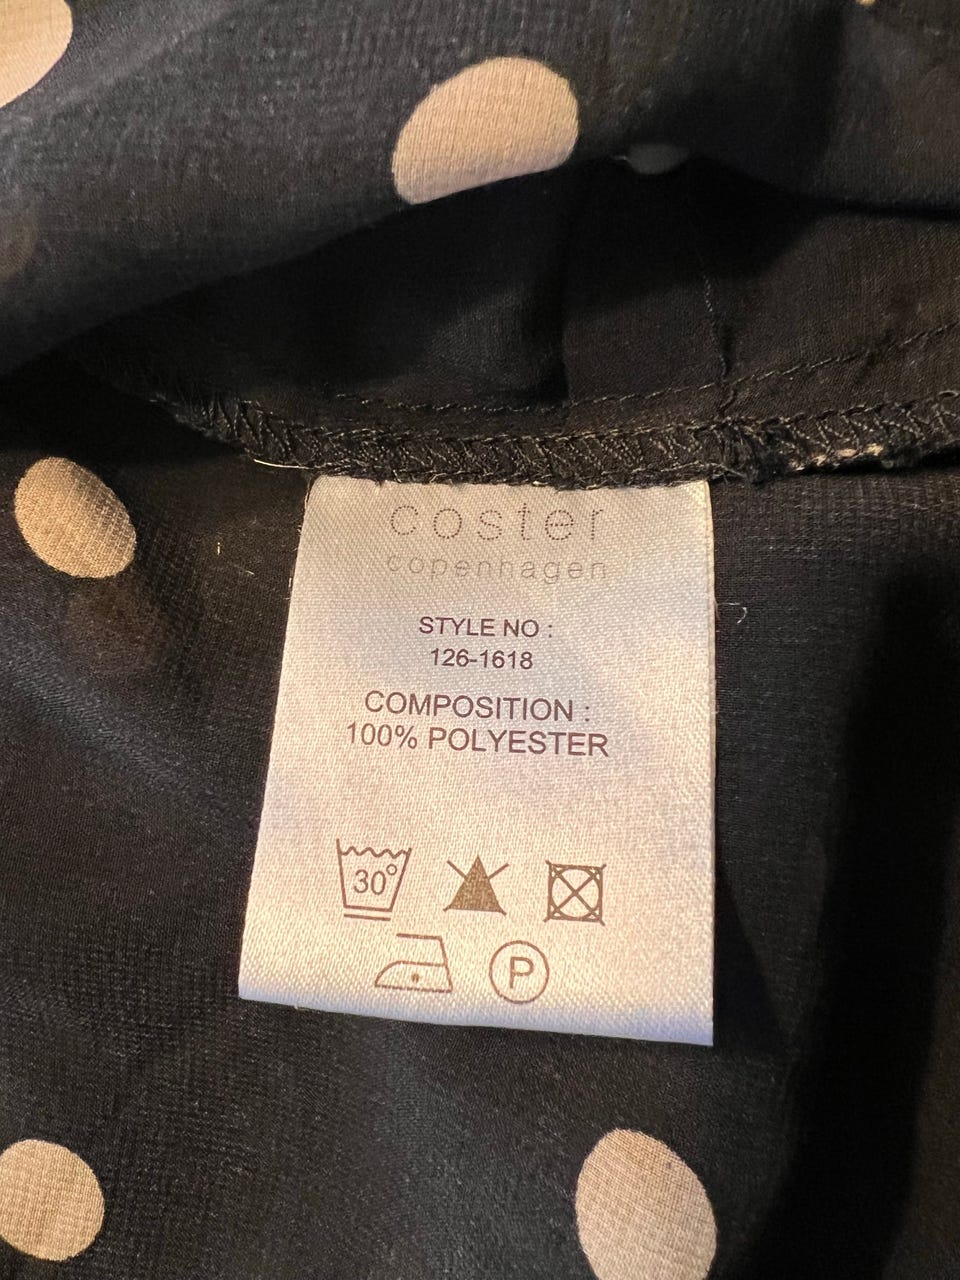 coster
copenhagen
STYLE NO :
126-1618
COMPOSITION :
100% POLYESTER
30°
P